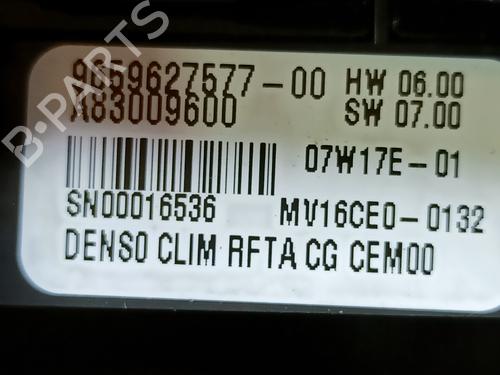 9659627577-00 HW 06.00
A83009600 SW 07.00
07W17E-01
SN00016536 MV16CE0-0132
DENSO CLIM RFTA CG CEM00
B-PARTS